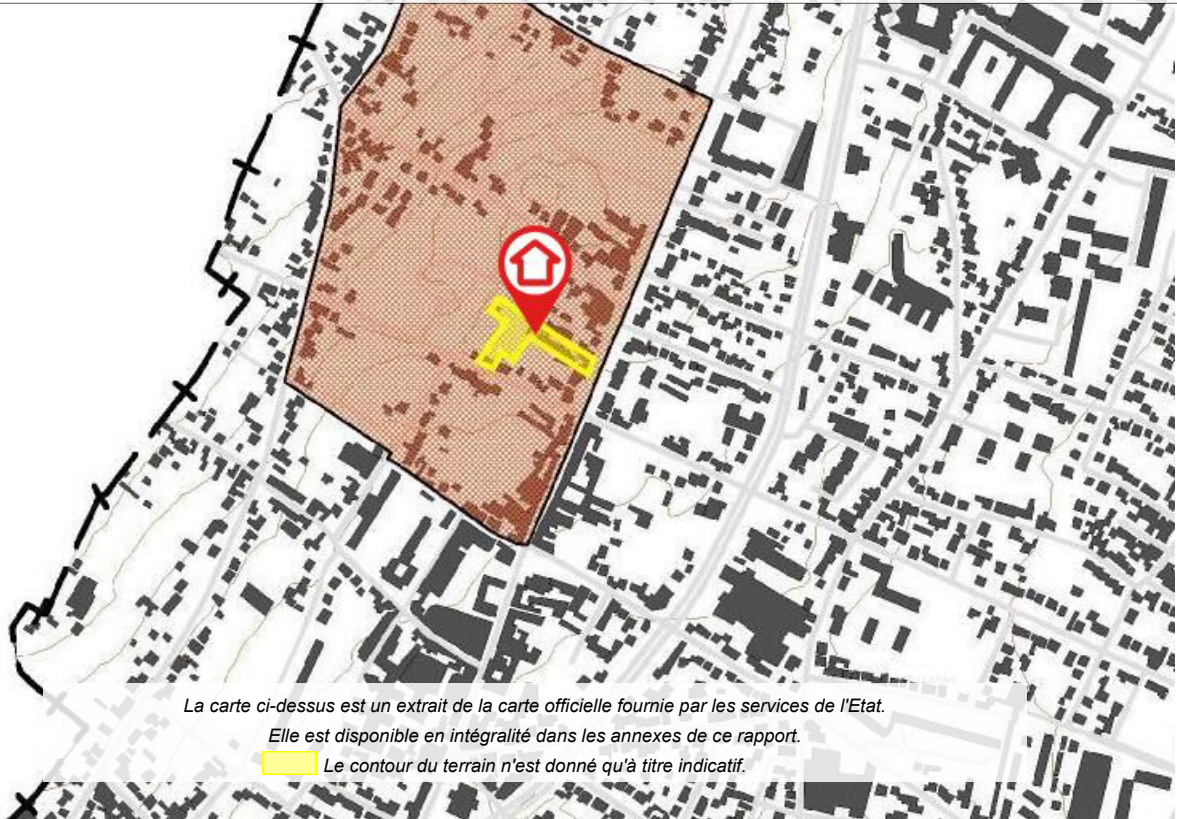 La carte ci-dessus est un extrait de la carte officielle fournie par les services de l'Etat.
Elle est disponible en intégralité dans les annexes de ce rapport.
Le contour du terrain n'est donné qu'à titre indicatif.